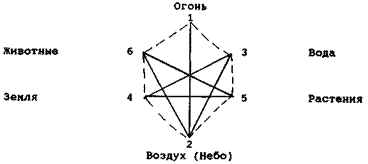 Огонь
1
Животные 6 3 Вода
Земля 4 5 Растения
2
Воздух (Небо)